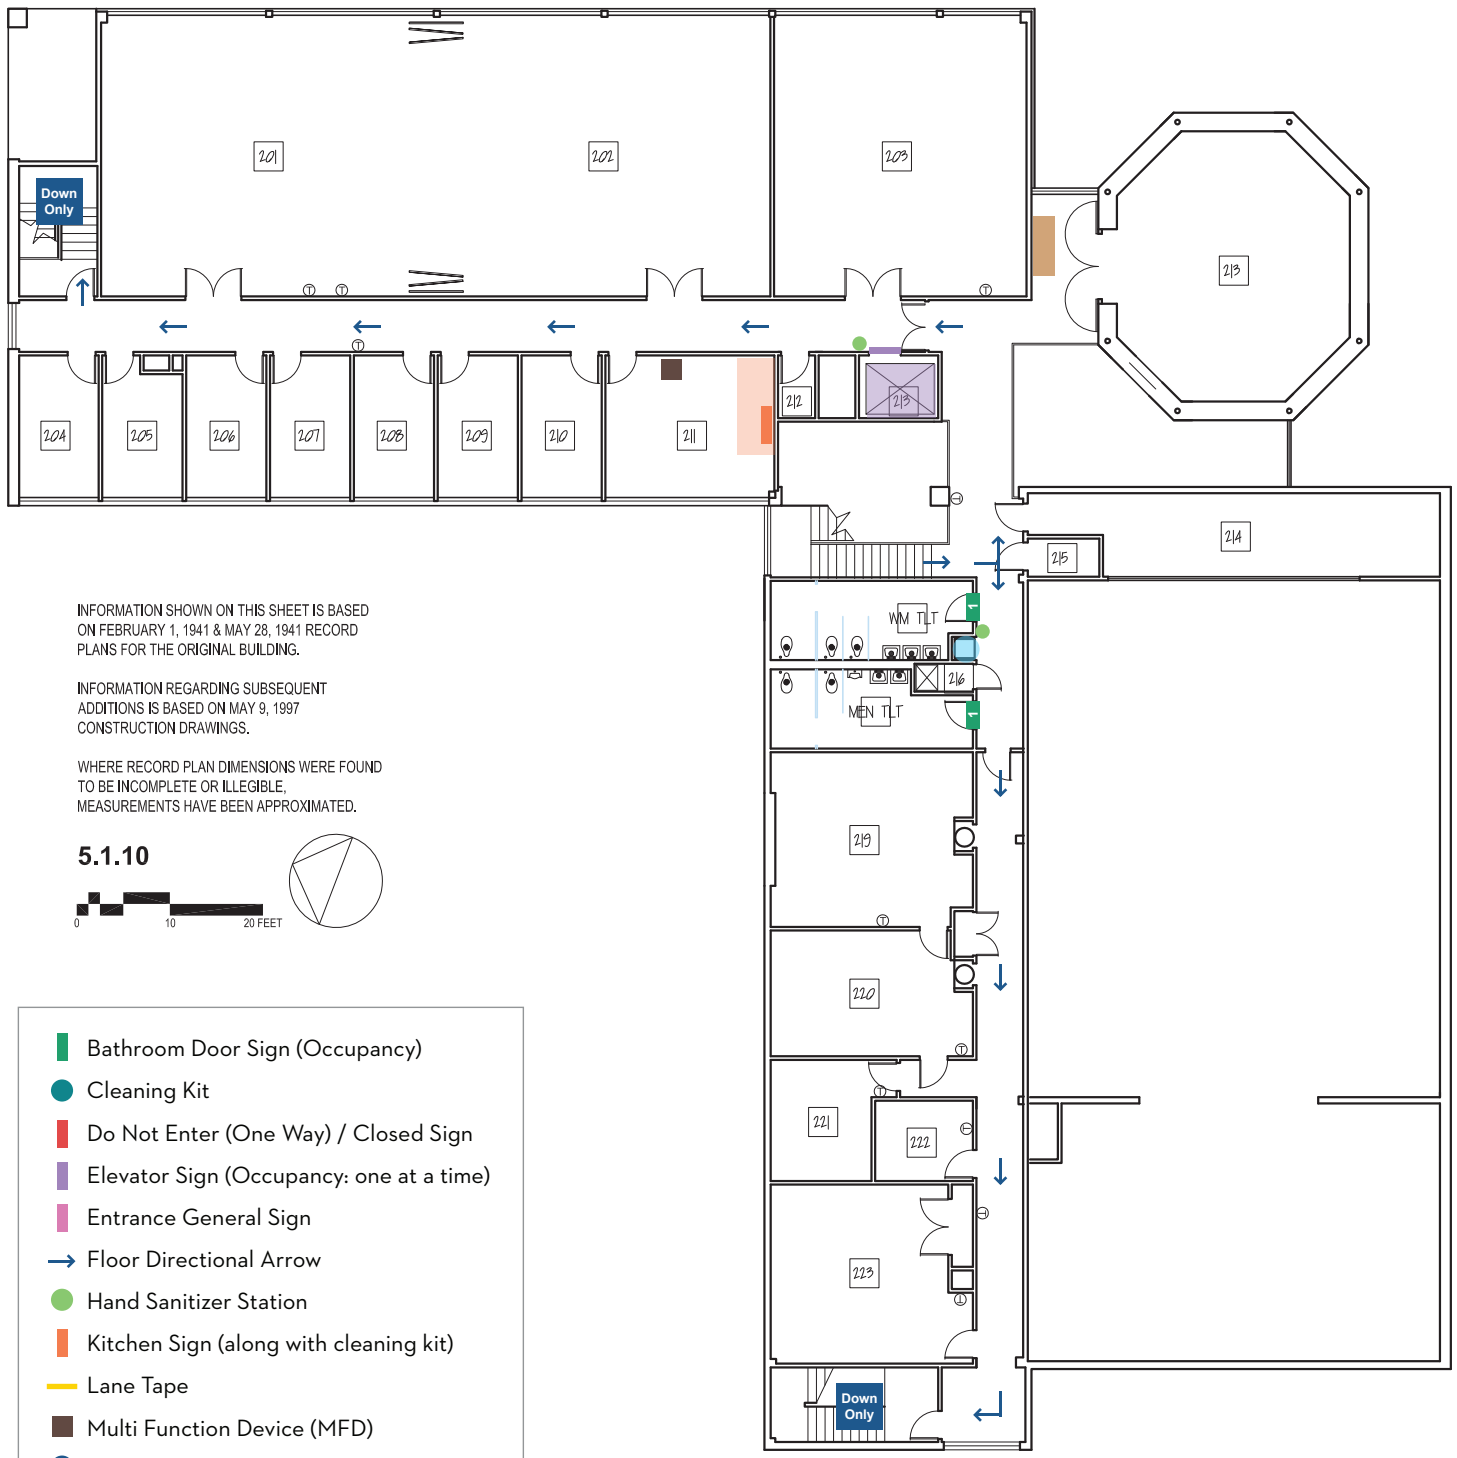 201
202
203
Down
Only
213
204
205
206
207
208
209
210
211
212
213
214
215
INFORMATION SHOWN ON THIS SHEET IS BASED
ON FEBRUARY 1, 1941 & MAY 28, 1941 RECORD
PLANS FOR THE ORIGINAL BUILDING.
INFORMATION REGARDING SUBSEQUENT
ADDITIONS IS BASED ON MAY 9, 1997
CONSTRUCTION DRAWINGS.
WHERE RECORD PLAN DIMENSIONS WERE FOUND
TO BE INCOMPLETE OR ILLEGIBLE,
MEASUREMENTS HAVE BEEN APPROXIMATED.
5.1.10
0 10 20 FEET
WM TLT
1
216
MEN TLT
1
219
220
221
222
223
Down
Only
T
T
T
T
T
T
T
T
T
T
T
Bathroom Door Sign (Occupancy)
Cleaning Kit
Do Not Enter (One Way) / Closed Sign
Elevator Sign (Occupancy: one at a time)
Entrance General Sign
Floor Directional Arrow
Hand Sanitizer Station
Kitchen Sign (along with cleaning kit)
Lane Tape
Multi Function Device (MFD)